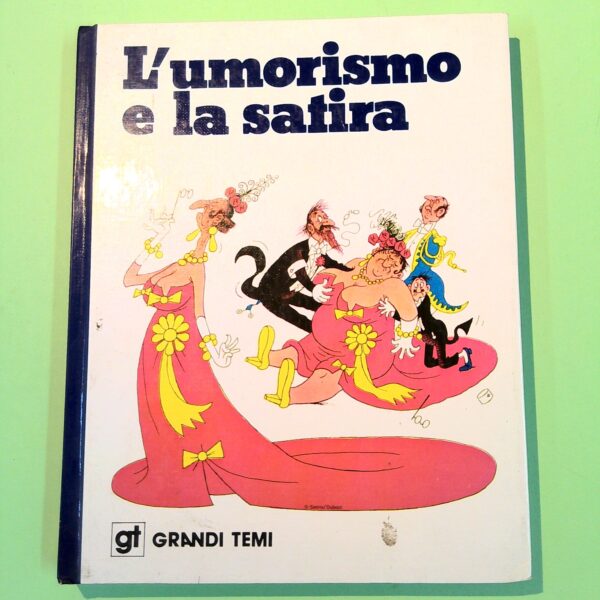 L'umorismo
e la satira
gt GRANDI TEMI